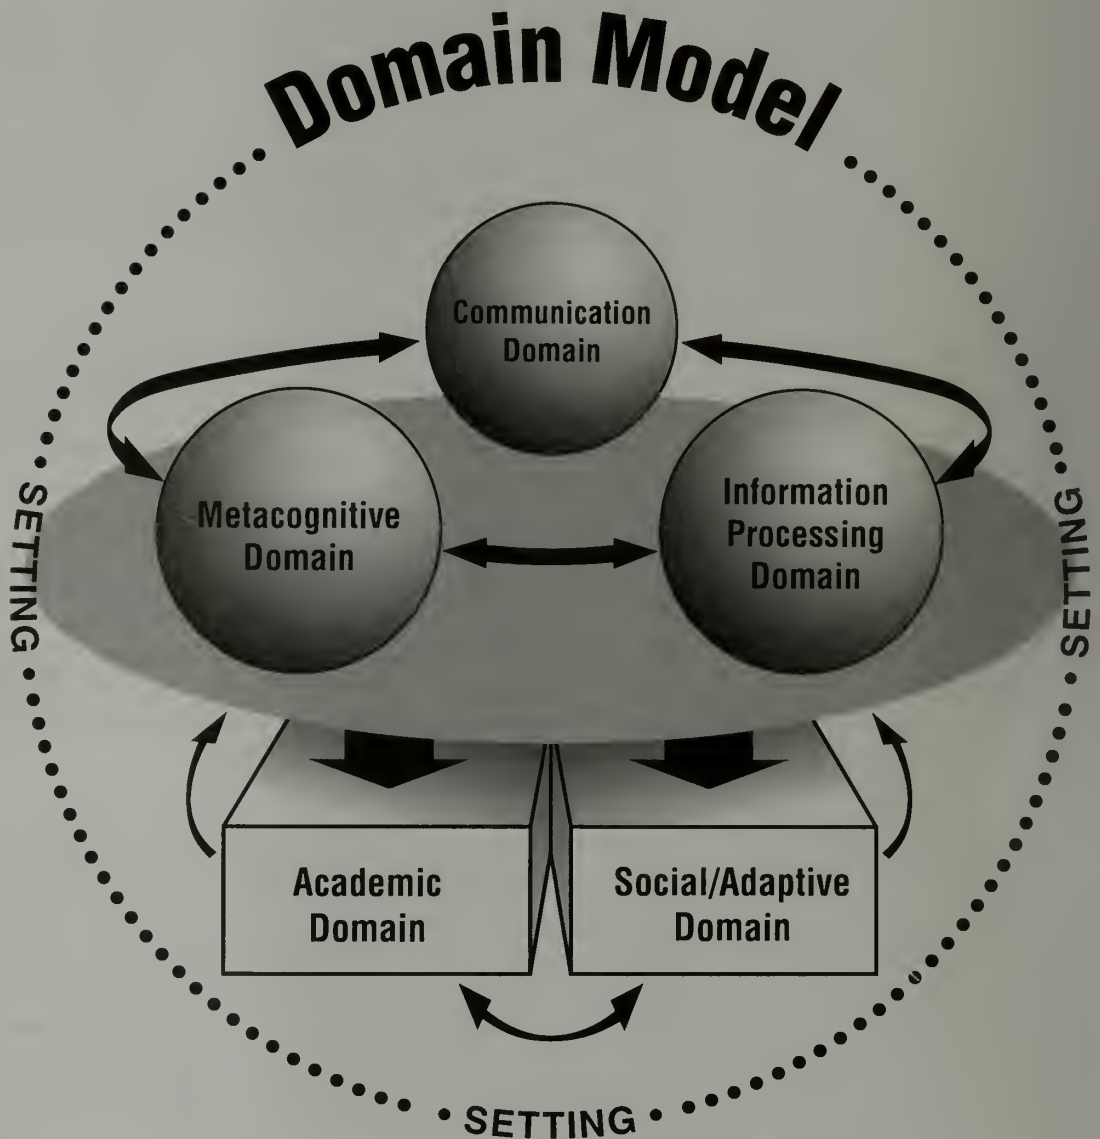 Domain Model
Communication
Domain
Metacognitive
Domain
Information
Processing
Domain
SETTING
SETTING
Academic
Domain
Social/Adaptive
Domain
SETTING